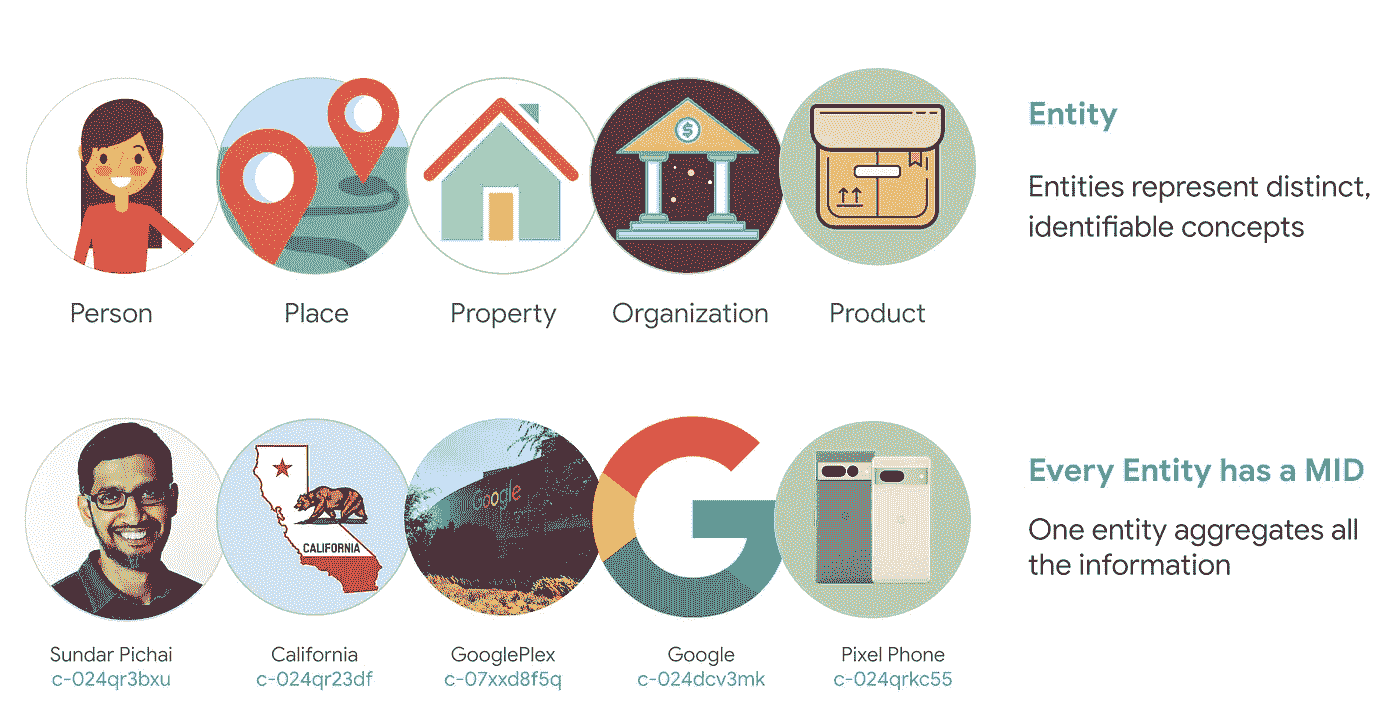 Entity
Entities represent distinct,
identifiable concepts
Person
Place
Property
Organization
Product
Google
CALIFORNIA
Every Entity has a MID
One entity aggregates all
the information
Sundar Pichai
c-024qr3bxu
California
c-024qr23df
GooglePlex
c-07xxd8f5q
Google
c-024dcv3mk
Pixel Phone
c-024qrkc55